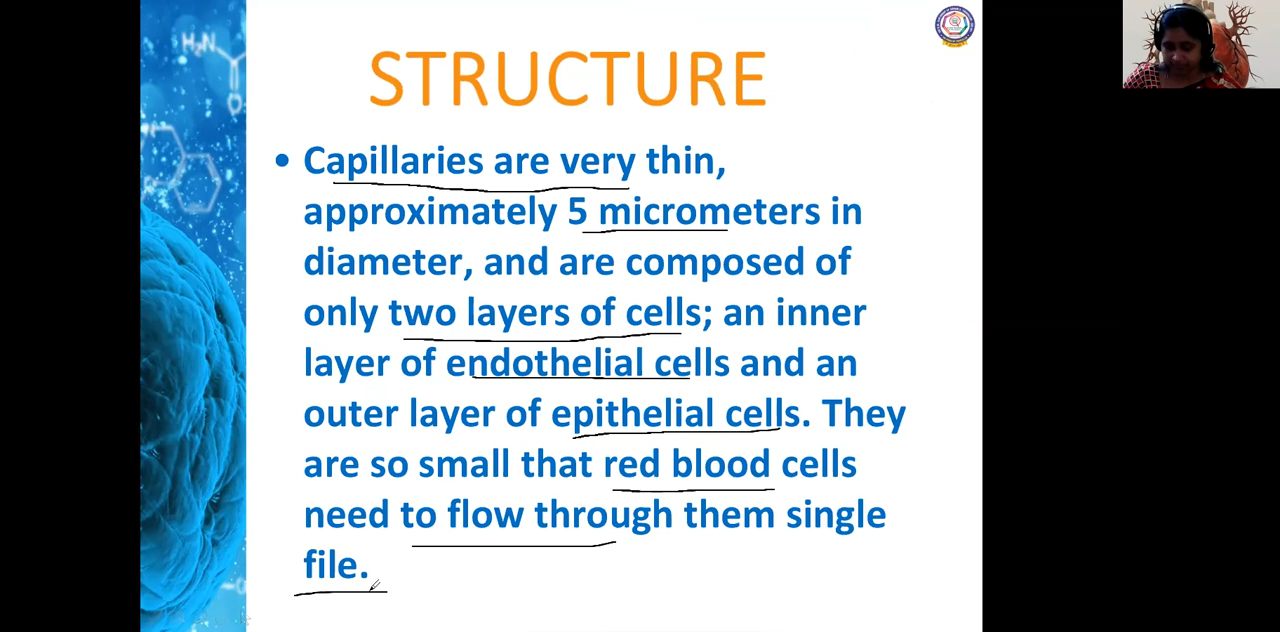 STRUCTURE
• Capillaries are very thin,
approximately 5 micrometers in
diameter, and are composed of
only two layers of cells; an inner
layer of endothelial cells and an
outer layer of epithelial cells. They
are so small that red blood cells
need to flow through them single
file.
H₂N
O